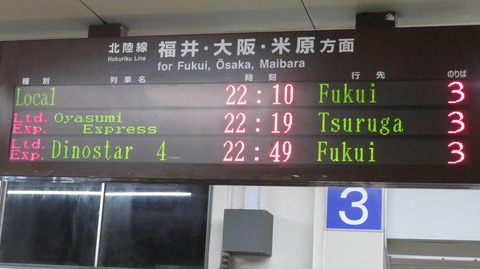 北陸線 福井・大阪・米原方面
Hokuriku Line for Fukui, Ōsaka, Maibara
種別 列車名 時刻 行先 のりば
Local 22:10 Fukui 3
Ltd. Exp. Oyasumi Express 22:19 Tsuruga 3
Ltd. Exp. Dinostar 4 22:49 Fukui 3
3